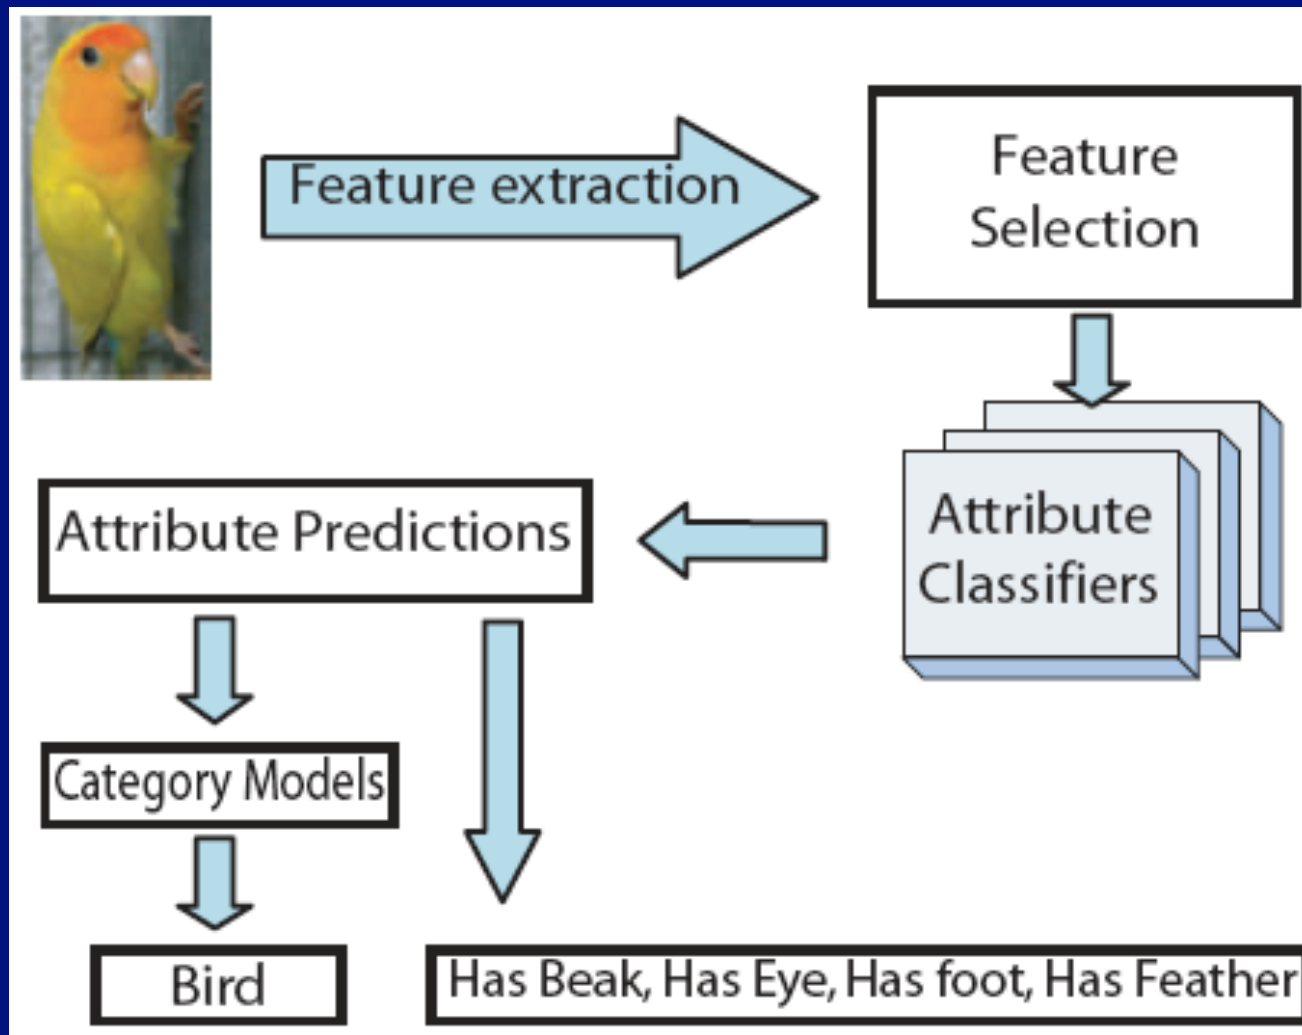 Feature extraction
Feature
Selection
Attribute
Classifiers
Attribute Predictions
Category Models
Bird
Has Beak, Has Eye, Has foot, Has Feather